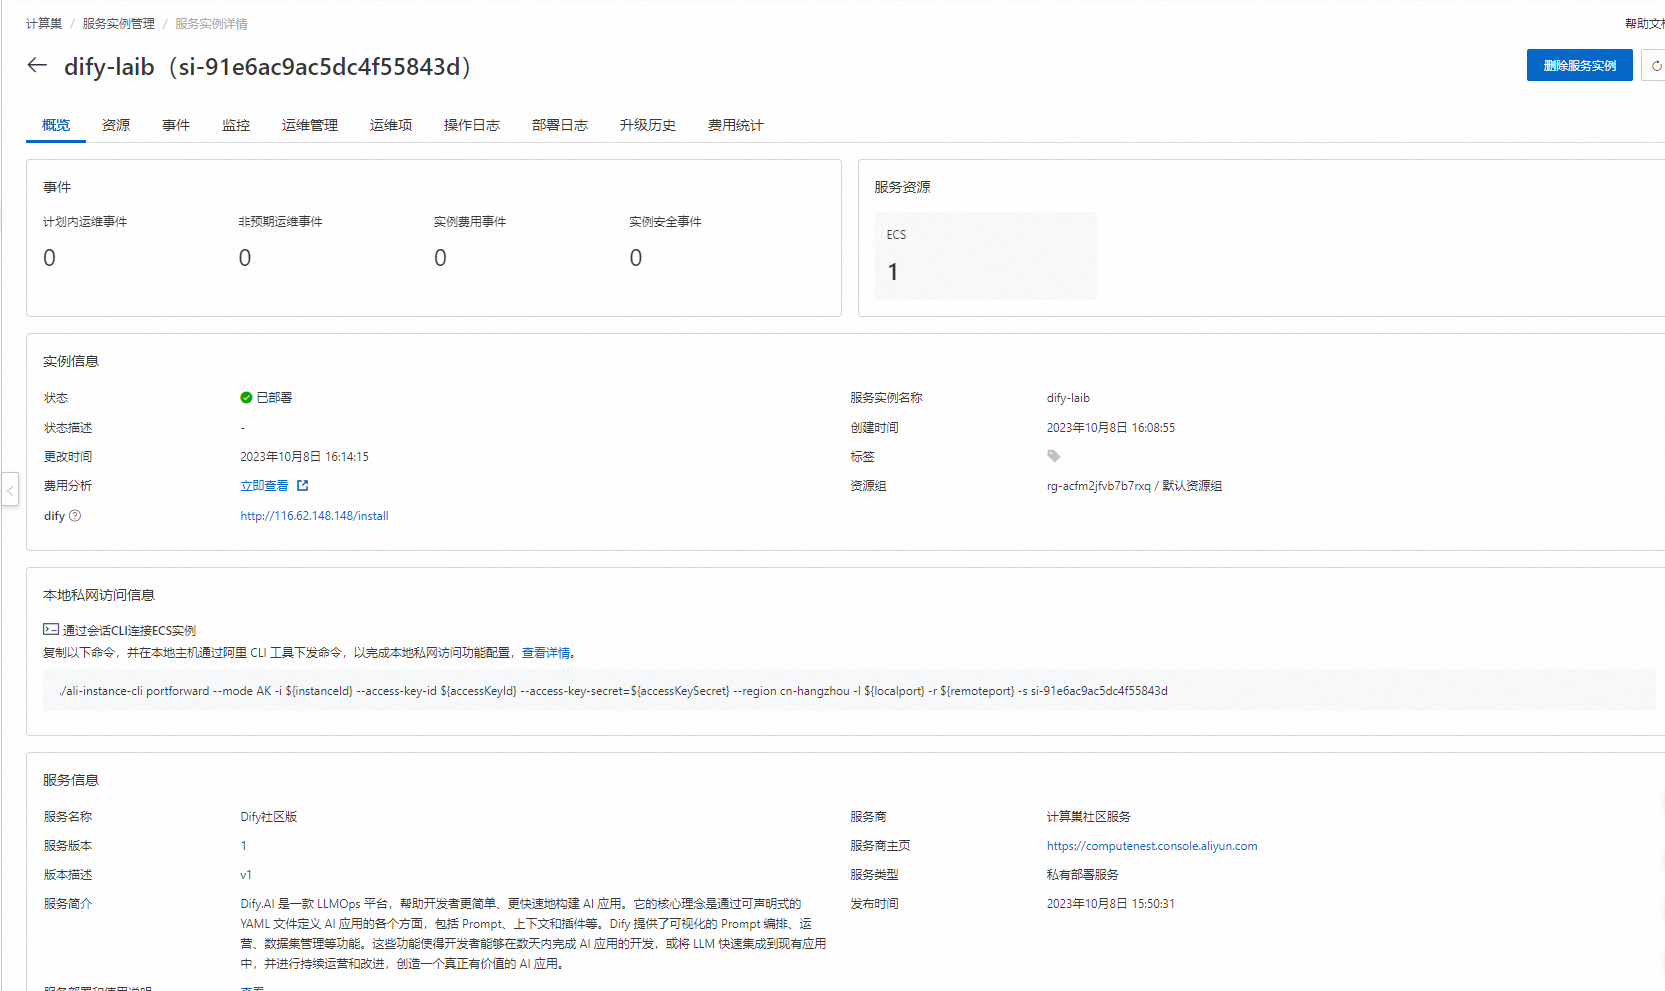 计算巢 / 服务实例管理 / 服务实例详情
帮助文档
← dify-laib（si-91e6ac9ac5dc4f55843d）
删除服务实例
概览 资源 事件 监控 运维管理 运维项 操作日志 部署日志 升级历史 费用统计
事件
计划内运维事件 非预期运维事件 实例费用事件 实例安全事件
0 0 0 0
服务资源
ECS
1
实例信息
状态 已部署 服务实例名称 dify-laib
状态描述 - 创建时间 2023年10月8日 16:08:55
更改时间 2023年10月8日 16:14:15 标签
费用分析 立即查看 资源组 rg-acfm2jfvb7b7rxq / 默认资源组
dify http://116.62.148.148/install
本地私网访问信息
通过会话CLI连接ECS实例
复制以下命令，并在本地主机通过阿里 CLI 工具下发命令，以完成本地私网访问功能配置，查看详情。
./ali-instance-cli portforward --mode AK -i ${instanceId} --access-key-id ${accessKeyId} --access-key-secret=${accessKeySecret} --region cn-hangzhou -l ${localport} -r ${remoteport} -s si-91e6ac9ac5dc4f55843d
服务信息
服务名称 Dify社区版 服务商 计算巢社区服务
服务版本 1 服务商主页 https://computenest.console.aliyun.com
版本描述 v1 服务类型 私有部署服务
服务简介 Dify.AI 是一款 LLMOps 平台，帮助开发者更简单、更快速地构建 AI 应用。它的核心理念是通过可声明式的 发布时间 2023年10月8日 15:50:31
YAML 文件定义 AI 应用的各个方面，包括 Prompt、上下文和插件等。Dify 提供了可视化的 Prompt 编排、运
营、数据集管理等功能。这些功能使得开发者能够在数天内完成 AI 应用的开发，或将 LLM 快速集成到现有应用
中，并进行持续运营和改进，创造一个真正有价值的 AI 应用。
服务部署和使用说明 查看